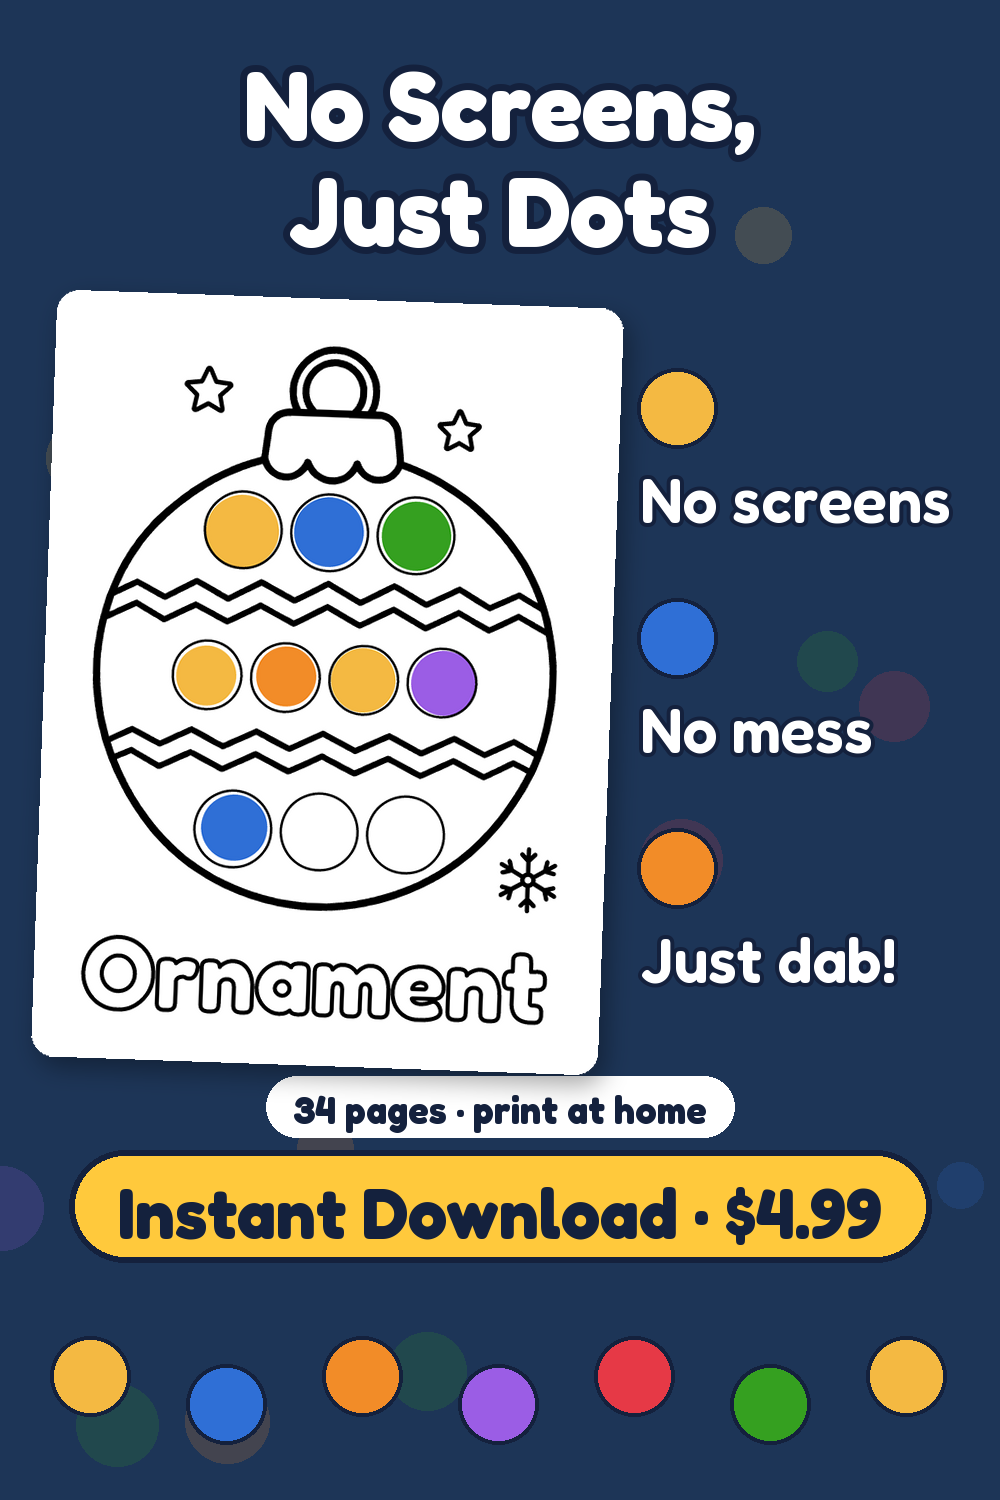 No Screens,
Just Dots
No screens
No mess
Just dab!
Ornament
34 pages · print at home
Instant Download · $4.99